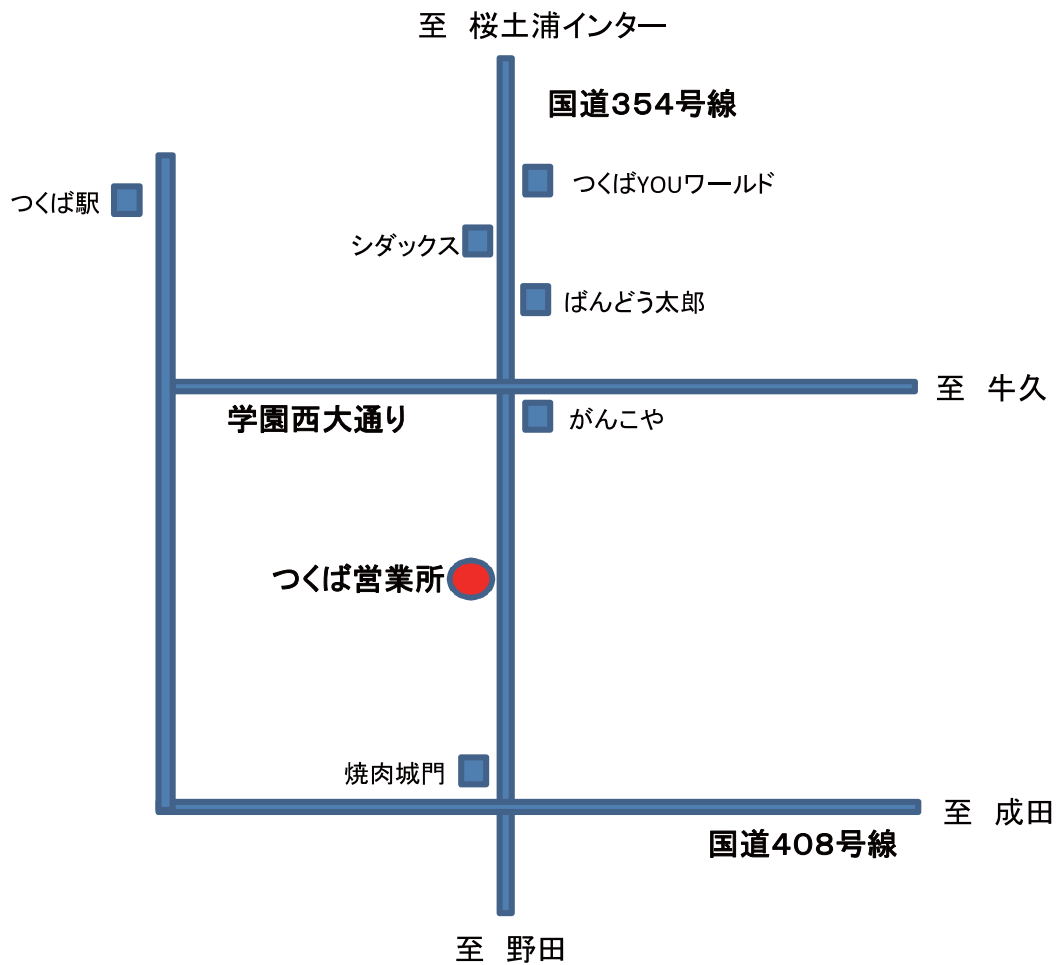 至　桜土浦インター
国道354号線
つくばYOUワールド
つくば駅
シダックス
ばんどう太郎
至　牛久
学園西大通り
がんこや
つくば営業所
焼肉城門
至　成田
国道408号線
至　野田